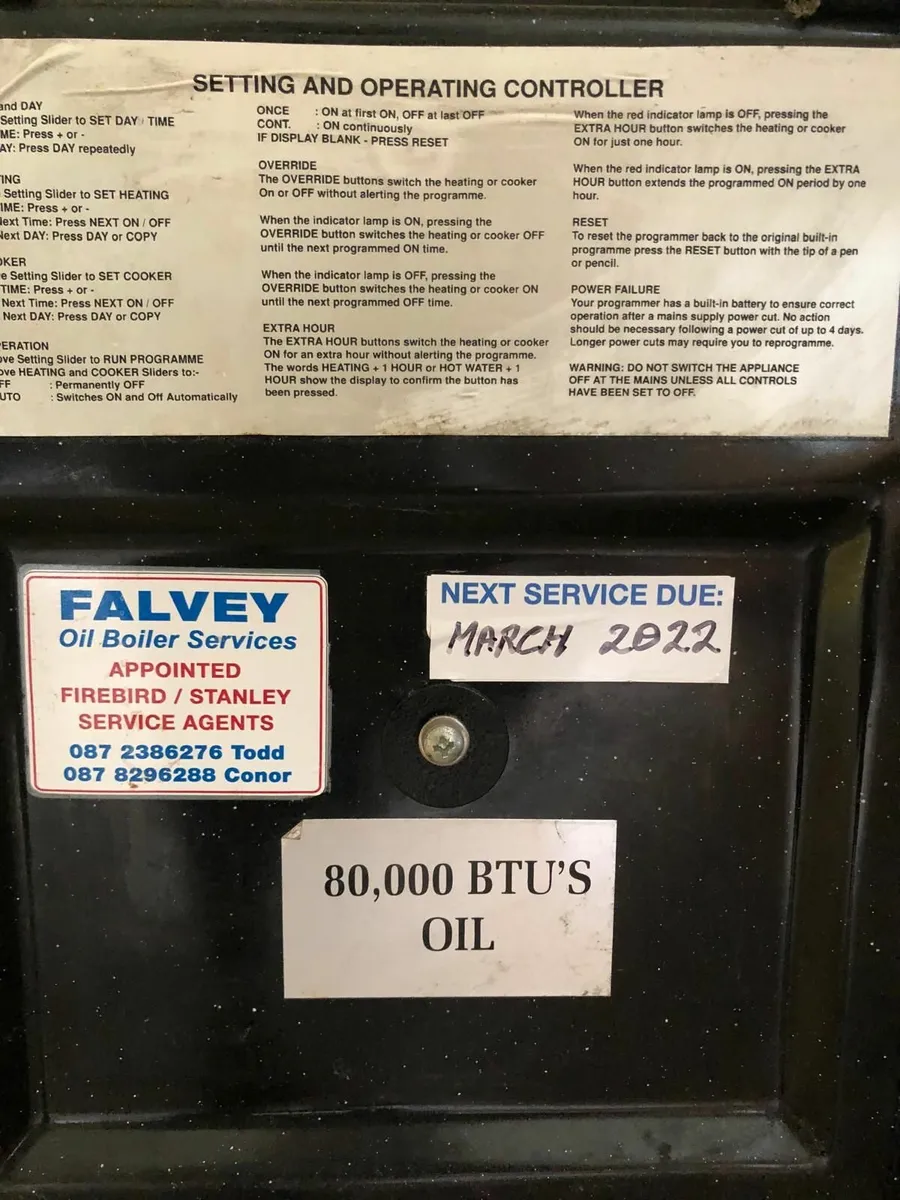 SETTING AND OPERATING CONTROLLER
and DAY
Setting Slider to SET DAY / TIME
ME: Press + or -
AY: Press DAY repeatedly
ING
Setting Slider to SET HEATING
IME: Press + or -
Next Time: Press NEXT ON / OFF
Next DAY: Press DAY or COPY
OKER
e Setting Slider to SET COOKER
TIME: Press + or -
Next Time: Press NEXT ON / OFF
Next DAY: Press DAY or COPY
PERATION
ove Setting Slider to RUN PROGRAMME
ove HEATING and COOKER Sliders to:-
FF : Permanently OFF
UTO : Switches ON and Off Automatically
ONCE : ON at first ON, OFF at last OFF
CONT. : ON continuously
IF DISPLAY BLANK - PRESS RESET
OVERRIDE
The OVERRIDE buttons switch the heating or cooker
On or OFF without alerting the programme.
When the indicator lamp is ON, pressing the
OVERRIDE button switches the heating or cooker OFF
until the next programmed ON time.
When the indicator lamp is OFF, pressing the
OVERRIDE button switches the heating or cooker ON
until the next programmed OFF time.
EXTRA HOUR
The EXTRA HOUR buttons switch the heating or cooker
ON for an extra hour without alerting the programme.
The words HEATING + 1 HOUR or HOT WATER + 1
HOUR show the display to confirm the button has
been pressed.
When the red indicator lamp is OFF, pressing the
EXTRA HOUR button switches the heating or cooker
ON for just one hour.
When the red indicator lamp is ON, pressing the EXTRA
HOUR button extends the programmed ON period by one
hour.
RESET
To reset the programmer back to the original built-in
programme press the RESET button with the tip of a pen
or pencil.
POWER FAILURE
Your programmer has a built-in battery to ensure correct
operation after a mains supply power cut. No action
should be necessary following a power cut of up to 4 days.
Longer power cuts may require you to reprogramme.
WARNING: DO NOT SWITCH THE APPLIANCE
OFF AT THE MAINS UNLESS ALL CONTROLS
HAVE BEEN SET TO OFF.
FALVEY
Oil Boiler Services
APPOINTED
FIREBIRD / STANLEY
SERVICE AGENTS
087 2386276 Todd
087 8296288 Conor
NEXT SERVICE DUE:
MARCH 2022
80,000 BTU'S
OIL